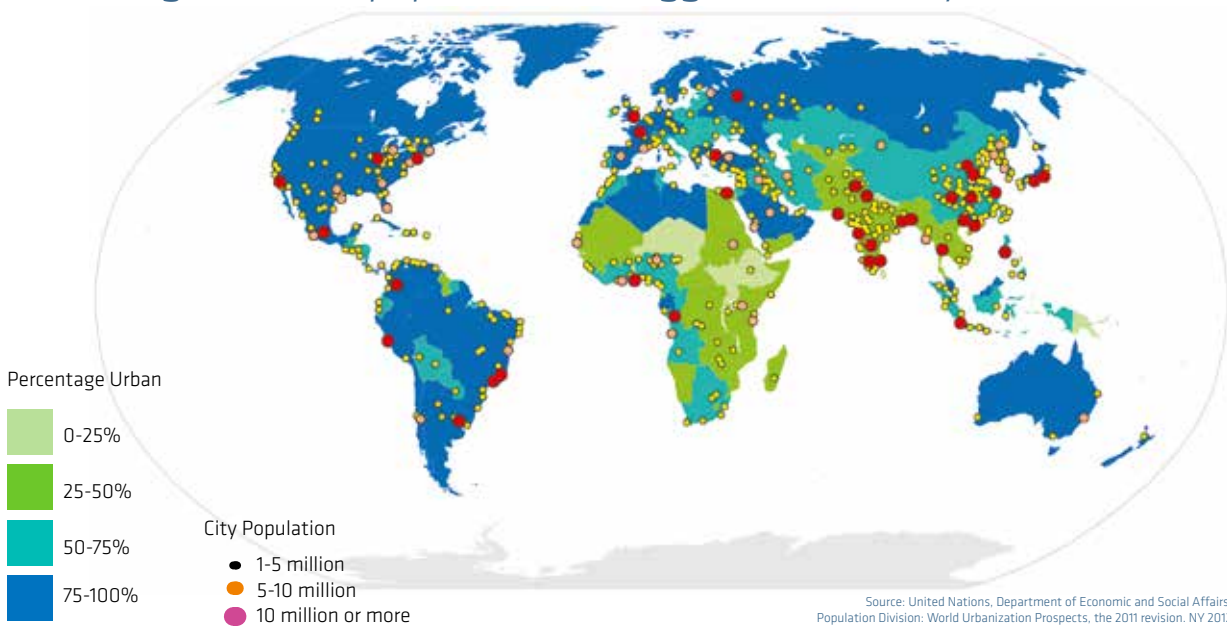 Percentage Urban
0-25%
25-50%
50-75%
75-100%
City Population
1-5 million
5-10 million
10 million or more
Source: United Nations, Department of Economic and Social Affairs
Population Division: World Urbanization Prospects, the 2011 revision. NY